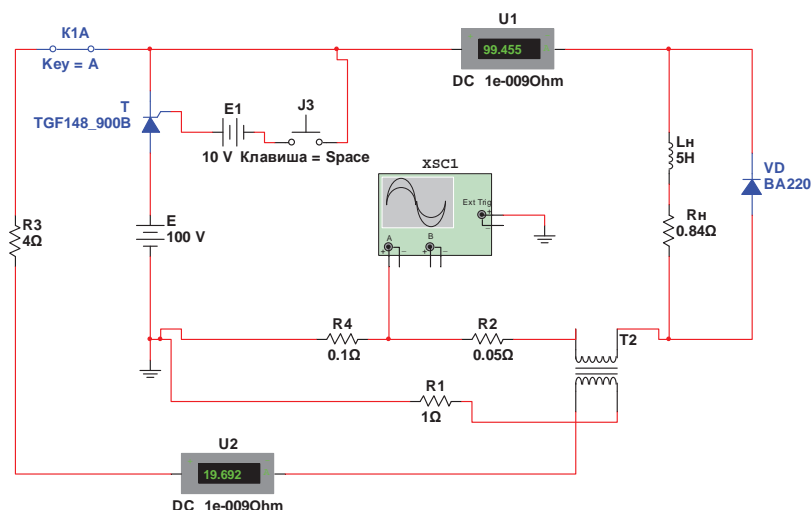 К1А
Key = A
U1
99.455
DC 1e-009Ohm
T
TGF148_900B
E1
10 V
J3
Клавиша = Space
Lн
5H
VD
BA220
XSC1
Ext Trig
A
B
R3
4Ω
E
100 V
Rн
0.84Ω
R4
0.1Ω
R2
0.05Ω
T2
R1
1Ω
U2
19.692
DC 1e-009Ohm